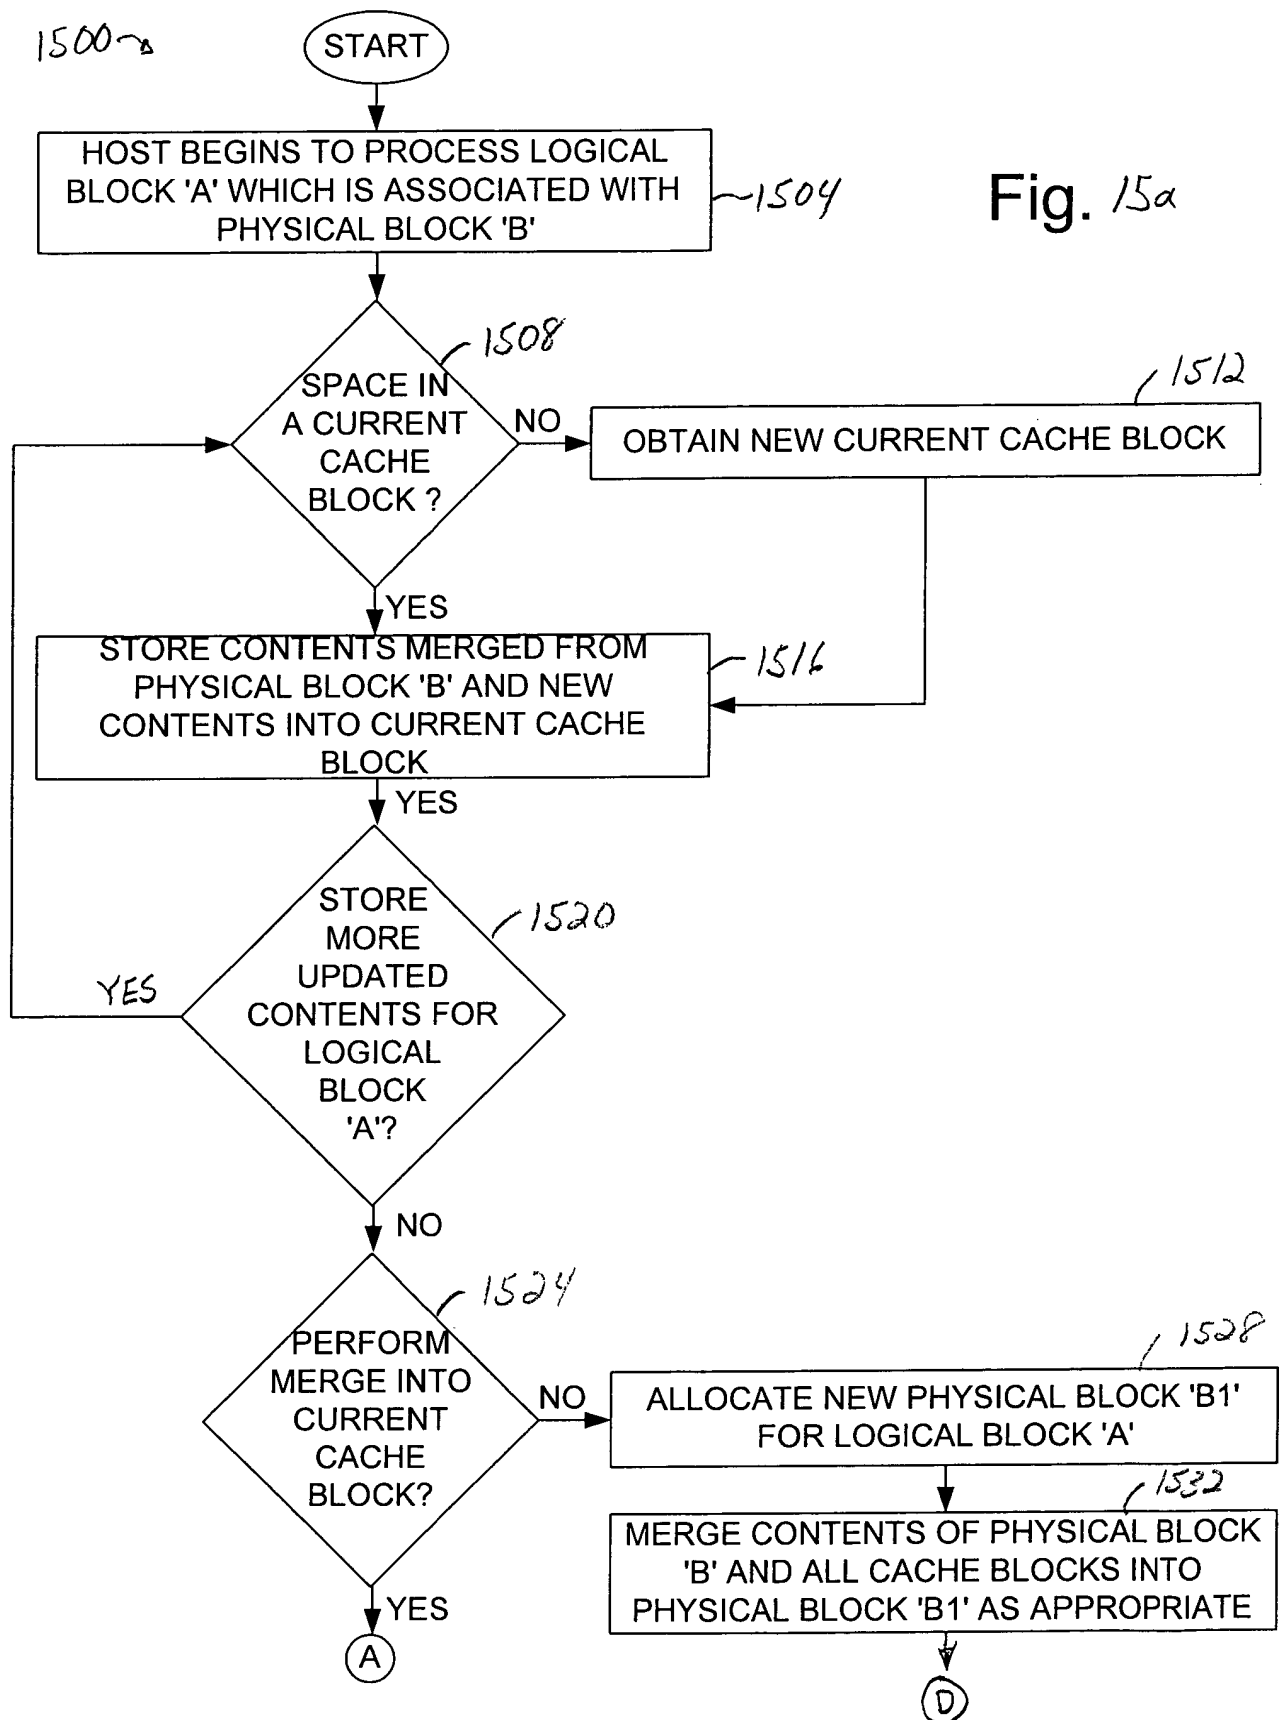 1500
START
HOST BEGINS TO PROCESS LOGICAL
BLOCK 'A' WHICH IS ASSOCIATED WITH
PHYSICAL BLOCK 'B'
1504
Fig. 15a
1508
SPACE IN
A CURRENT
CACHE
BLOCK ?
NO
1512
OBTAIN NEW CURRENT CACHE BLOCK
YES
STORE CONTENTS MERGED FROM
PHYSICAL BLOCK 'B' AND NEW
CONTENTS INTO CURRENT CACHE
BLOCK
1516
YES
STORE
MORE
UPDATED
CONTENTS FOR
LOGICAL
BLOCK
'A'?
1520
YES
NO
1524
PERFORM
MERGE INTO
CURRENT
CACHE
BLOCK?
NO
1528
ALLOCATE NEW PHYSICAL BLOCK 'B1'
FOR LOGICAL BLOCK 'A'
1532
MERGE CONTENTS OF PHYSICAL BLOCK
'B' AND ALL CACHE BLOCKS INTO
PHYSICAL BLOCK 'B1' AS APPROPRIATE
YES
A
D